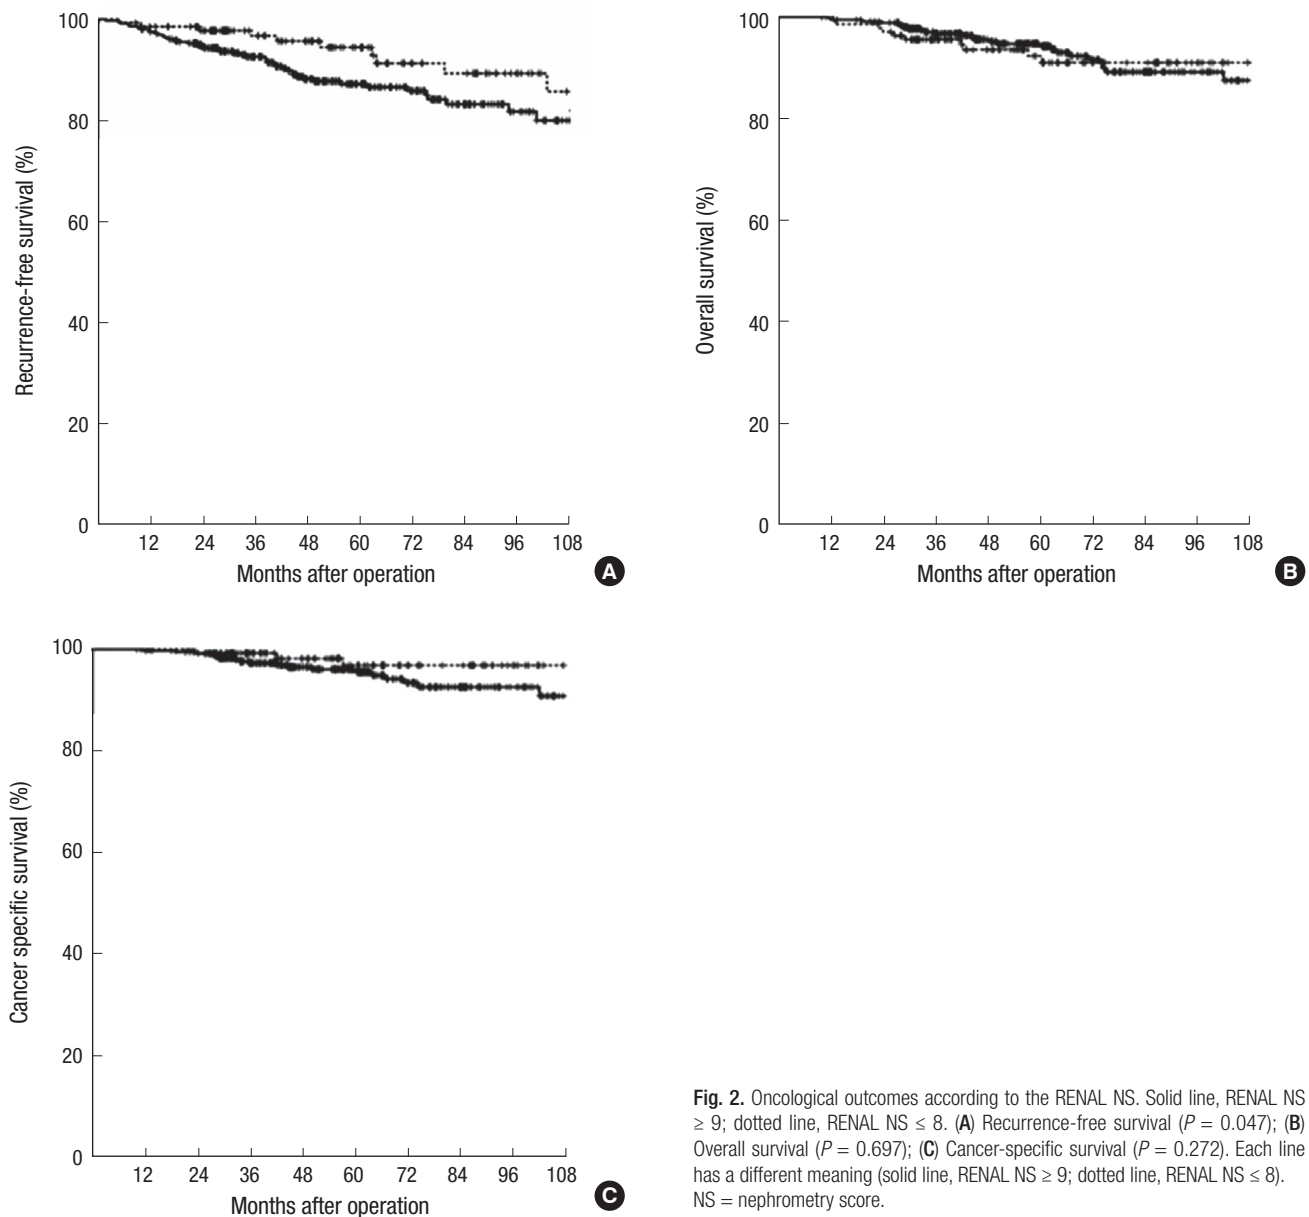 100
80
60
40
20
0
Recurrence-free survival (%)
12 24 36 48 60 72 84 96 108
Months after operation
A
100
80
60
40
20
0
Overall survival (%)
12 24 36 48 60 72 84 96 108
Months after operation
B
100
80
60
40
20
0
Cancer specific survival (%)
12 24 36 48 60 72 84 96 108
Months after operation
C
Fig. 2. Oncological outcomes according to the RENAL NS. Solid line, RENAL NS
≥ 9; dotted line, RENAL NS ≤ 8. (A) Recurrence-free survival (P = 0.047); (B)
Overall survival (P = 0.697); (C) Cancer-specific survival (P = 0.272). Each line
has a different meaning (solid line, RENAL NS ≥ 9; dotted line, RENAL NS ≤ 8).
NS = nephrometry score.